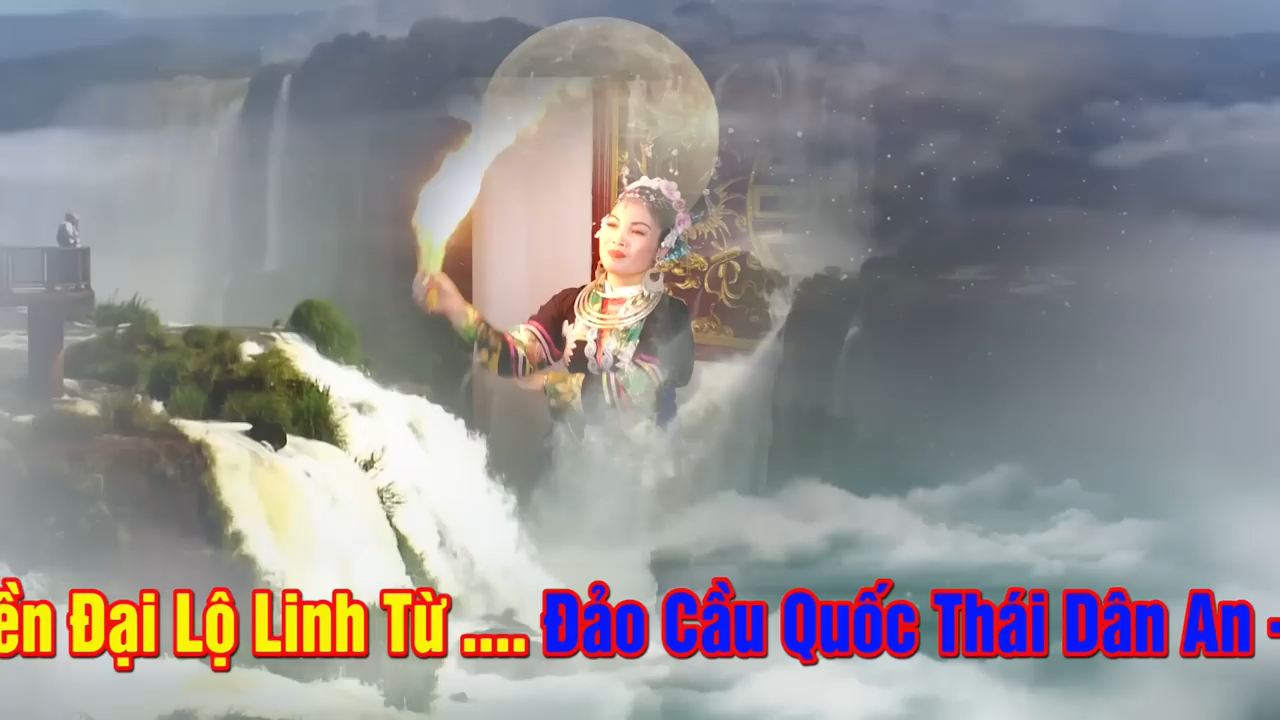 ền Đại Lộ Linh Từ .... Đảo Cầu Quốc Thái Dân An -